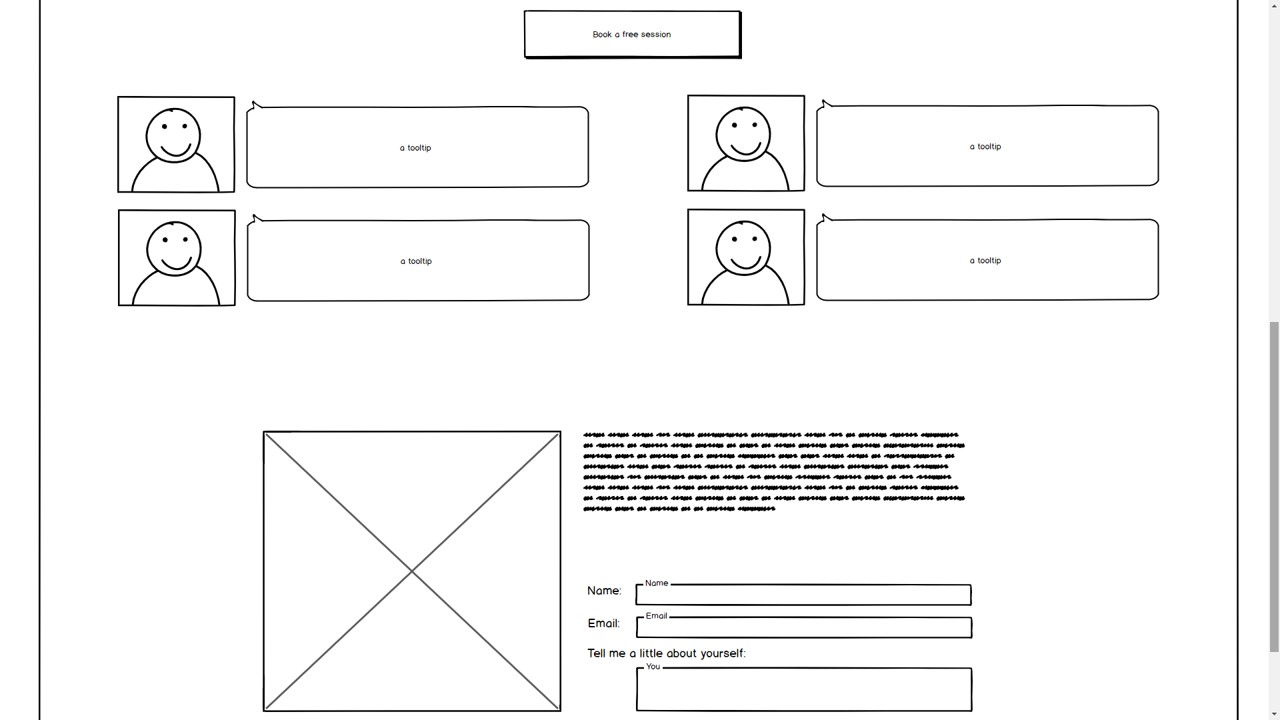 Book a free session
a tooltip
a tooltip
a tooltip
a tooltip
Name:
Name
Email:
Email
Tell me a little about yourself:
You